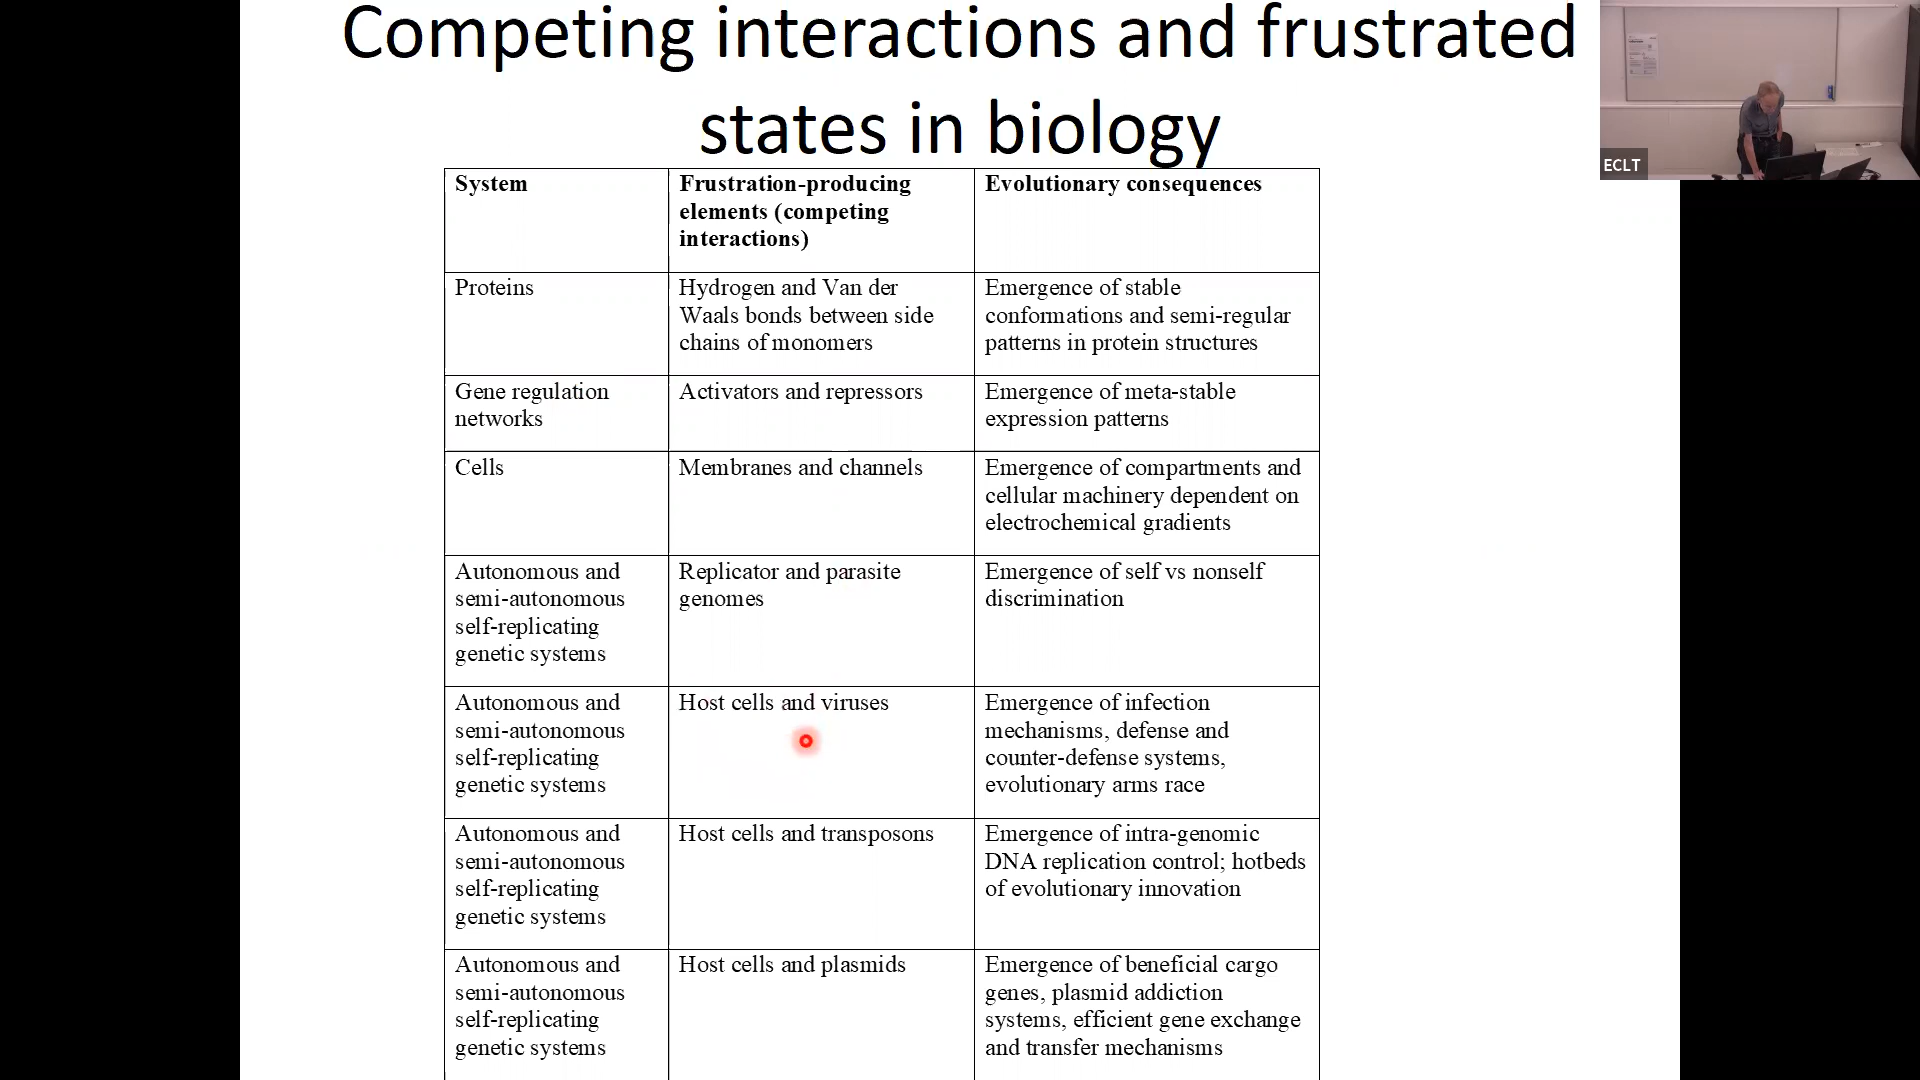 Competing interactions and frustrated
states in biology
ECLT
System
Frustration-producing
elements (competing
interactions)
Evolutionary consequences
Proteins
Hydrogen and Van der
Waals bonds between side
chains of monomers
Emergence of stable
conformations and semi-regular
patterns in protein structures
Gene regulation
networks
Activators and repressors
Emergence of meta-stable
expression patterns
Cells
Membranes and channels
Emergence of compartments and
cellular machinery dependent on
electrochemical gradients
Autonomous and
semi-autonomous
self-replicating
genetic systems
Replicator and parasite
genomes
Emergence of self vs nonself
discrimination
Autonomous and
semi-autonomous
self-replicating
genetic systems
Host cells and viruses
Emergence of infection
mechanisms, defense and
counter-defense systems,
evolutionary arms race
Autonomous and
semi-autonomous
self-replicating
genetic systems
Host cells and transposons
Emergence of intra-genomic
DNA replication control; hotbeds
of evolutionary innovation
Autonomous and
semi-autonomous
self-replicating
genetic systems
Host cells and plasmids
Emergence of beneficial cargo
genes, plasmid addiction
systems, efficient gene exchange
and transfer mechanisms